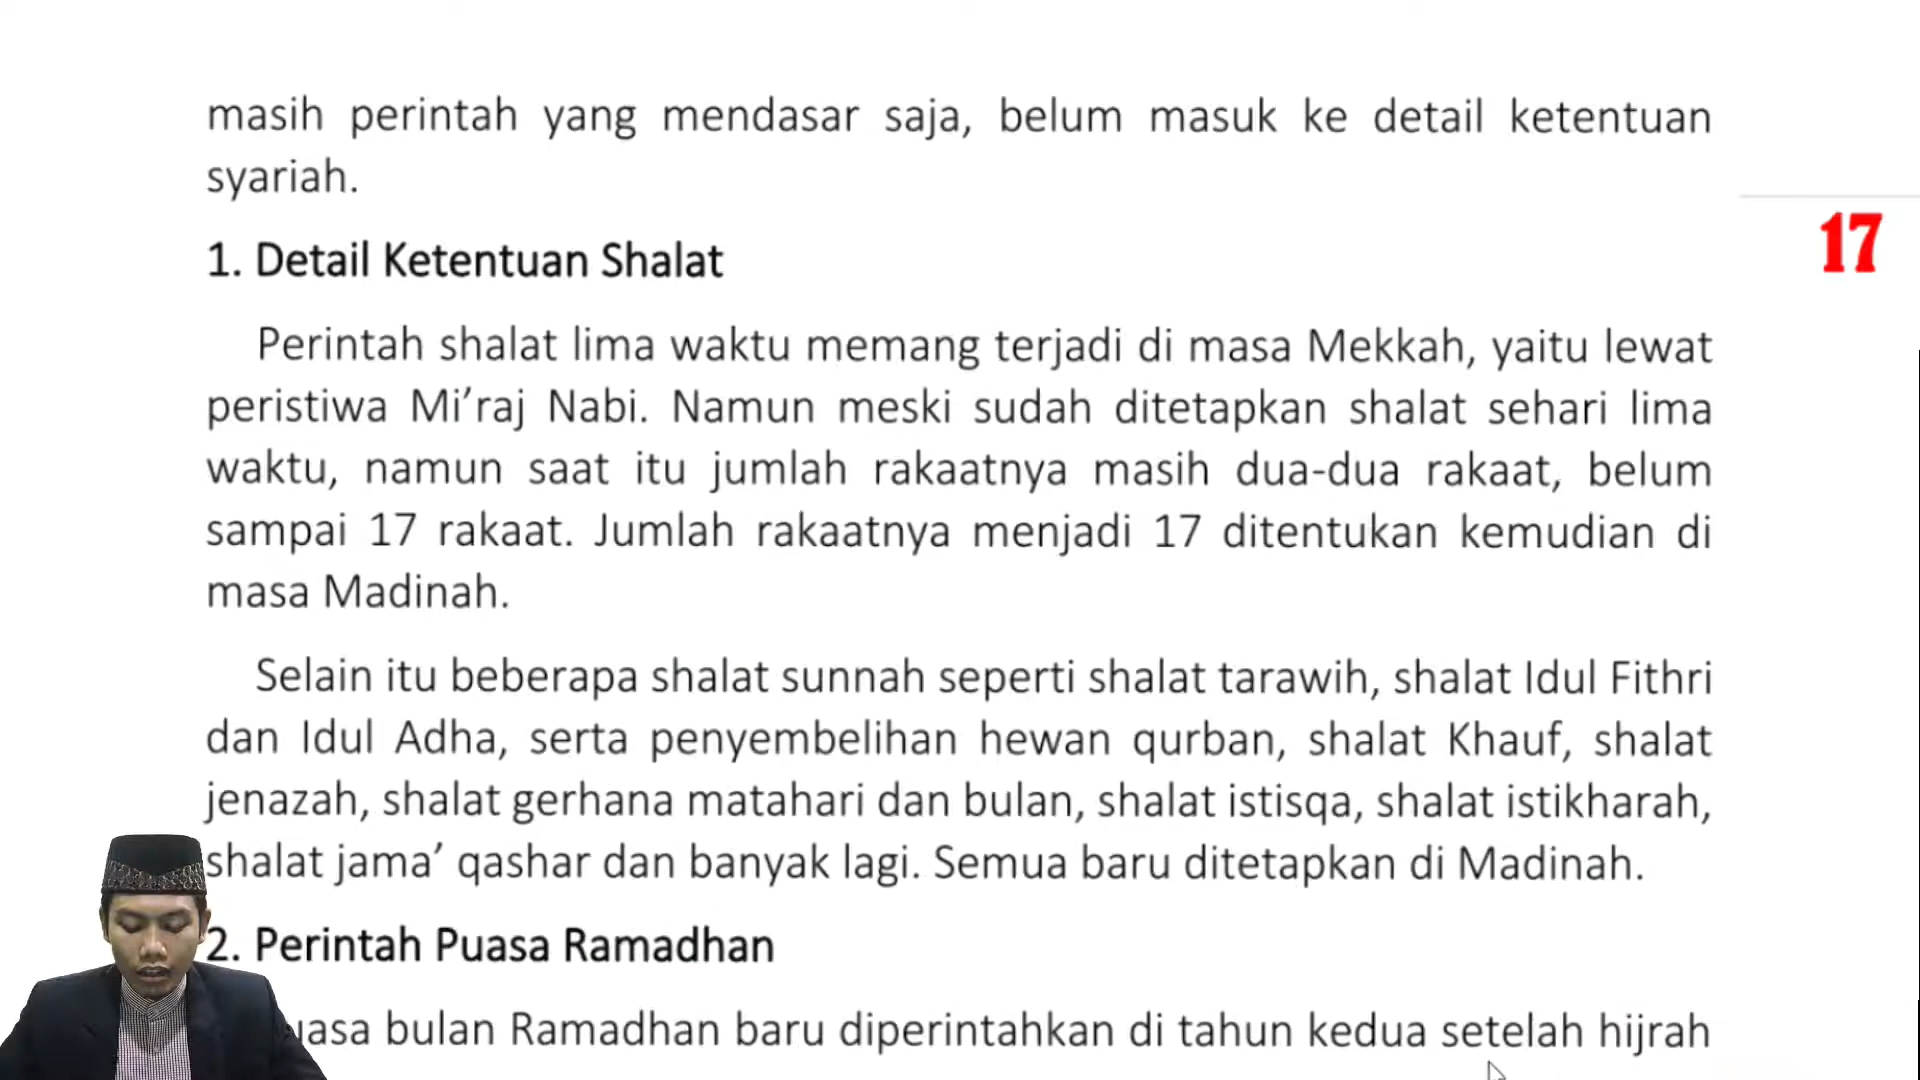 masih perintah yang mendasar saja, belum masuk ke detail ketentuan
syariah.
17
1. Detail Ketentuan Shalat
Perintah shalat lima waktu memang terjadi di masa Mekkah, yaitu lewat
peristiwa Mi’raj Nabi. Namun meski sudah ditetapkan shalat sehari lima
waktu, namun saat itu jumlah rakaatnya masih dua-dua rakaat, belum
sampai 17 rakaat. Jumlah rakaatnya menjadi 17 ditentukan kemudian di
masa Madinah.
Selain itu beberapa shalat sunnah seperti shalat tarawih, shalat Idul Fithri
dan Idul Adha, serta penyembelihan hewan qurban, shalat Khauf, shalat
jenazah, shalat gerhana matahari dan bulan, shalat istisqa, shalat istikharah,
shalat jama’ qashar dan banyak lagi. Semua baru ditetapkan di Madinah.
2. Perintah Puasa Ramadhan
bulan Ramadhan baru diperintahkan di tahun kedua setelah hijrah